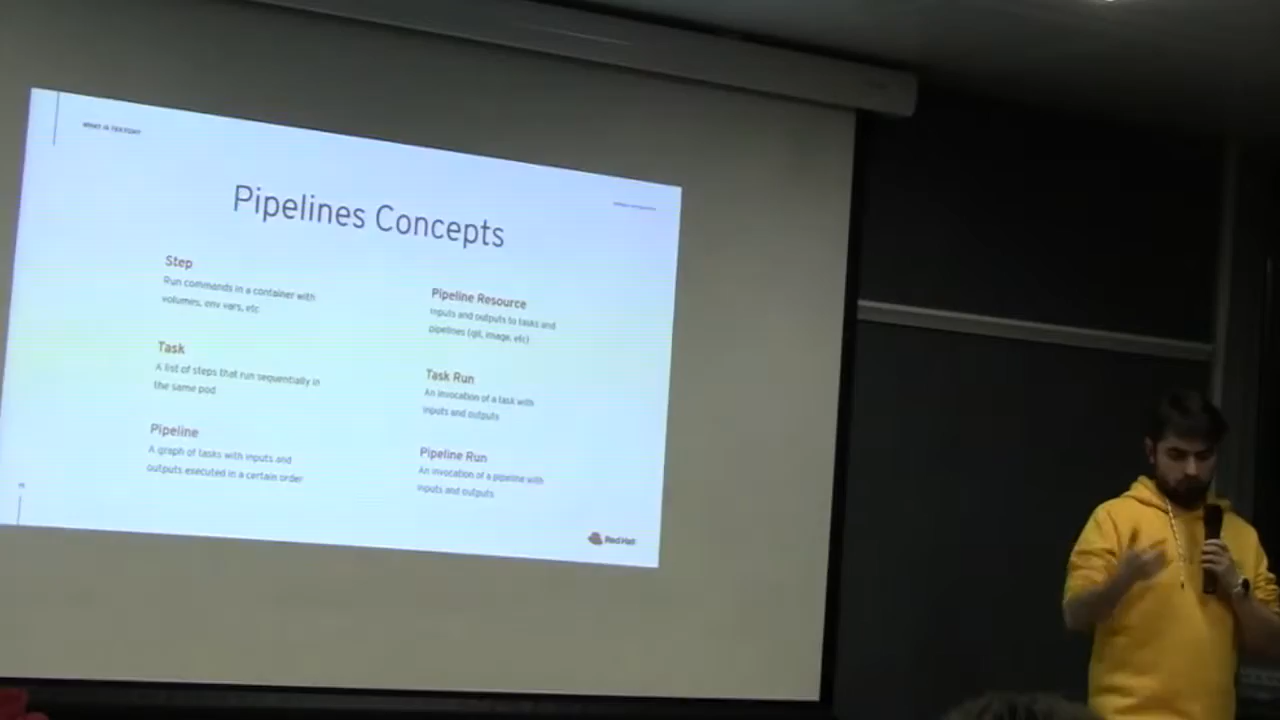 WHAT IS TEKTON?
Pipelines Concepts
Step
Run commands in a container with
volumes, env vars, etc
Task
A list of steps that run sequentially in
the same pod
Pipeline
A graph of tasks with inputs and
outputs executed in a certain order
Pipeline Resource
Inputs and outputs to tasks and
pipelines (git, image, etc)
Task Run
An invocation of a task with
inputs and outputs
Pipeline Run
An invocation of a pipeline with
inputs and outputs
Red Hat